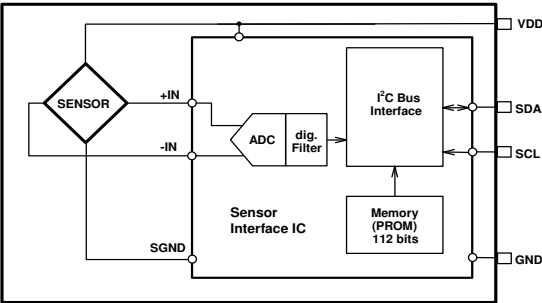 VDD
SENSOR
+IN
-IN
ADC
dig.
Filter
I²C Bus
Interface
SDA
SCL
Sensor
Interface IC
Memory
(PROM)
112 bits
SGND
GND